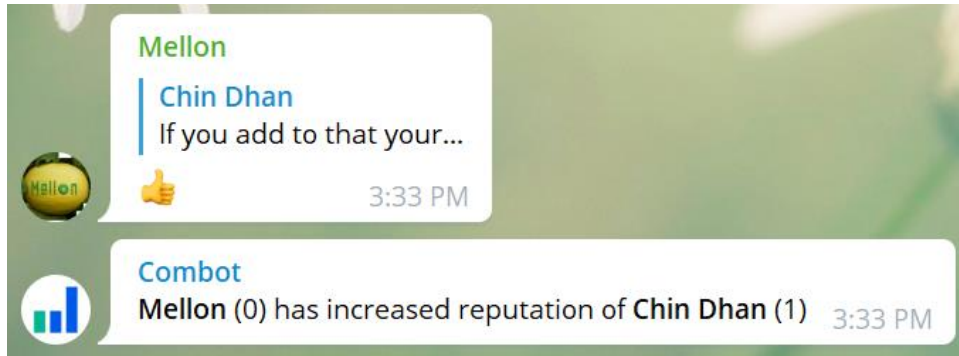 Mellon
Chin Dhan
If you add to that your...
👍 3:33 PM
Mellon
Combot
Mellon (0) has increased reputation of Chin Dhan (1) 3:33 PM